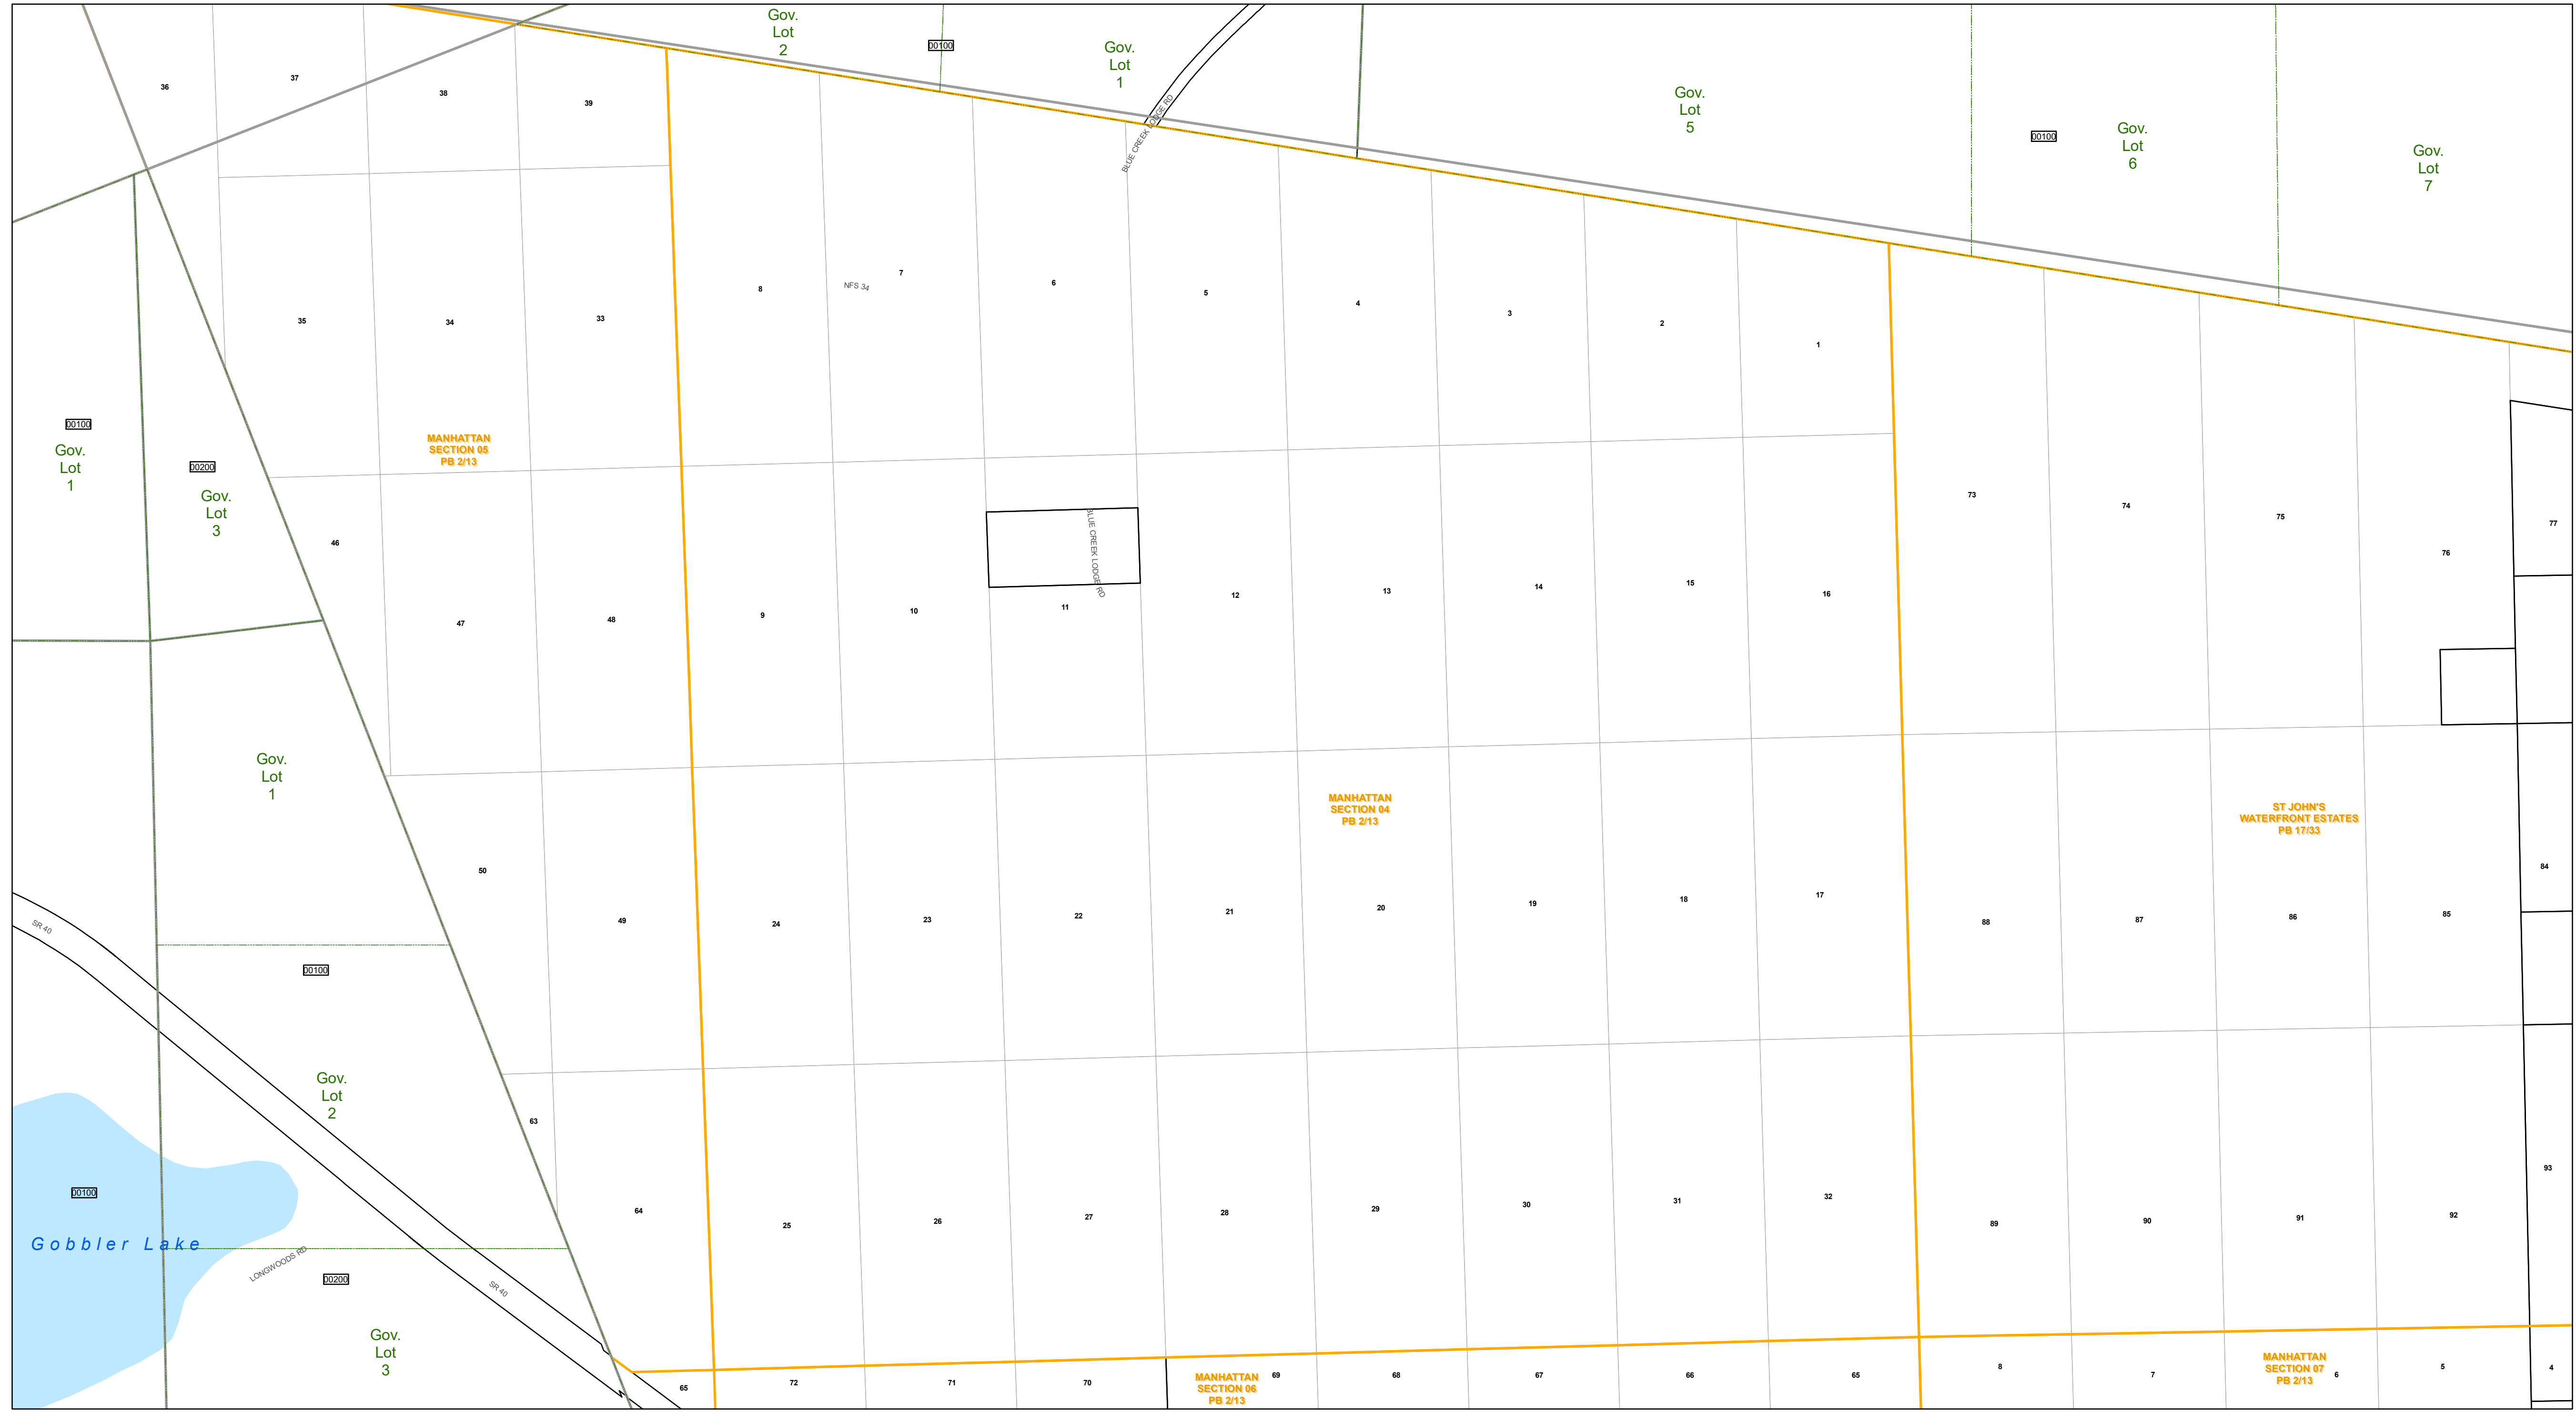 Gov.
Lot
2
00100
Gov.
Lot
1
36
37
38
39
BLUE CREEK LODGE RD
Gov.
Lot
5
00100
Gov.
Lot
6
Gov.
Lot
7
35
34
33
8
NFS 34
7
6
5
4
3
2
1
00100
Gov.
Lot
1
00200
Gov.
Lot
3
MANHATTAN
SECTION 05
PB 2/13
46
47
48
9
10
BLUE CREEK LODGE RD
11
12
13
14
15
16
73
74
75
76
77
Gov.
Lot
1
MANHATTAN
SECTION 04
PB 2/13
ST JOHN'S
WATERFRONT ESTATES
PB 17/33
50
49
24
23
22
21
20
19
18
17
88
87
86
85
84
SR 40
00100
Gov.
Lot
2
63
64
25
26
27
28
29
30
31
32
89
90
91
92
93
00100
Gobbler Lake
LONGWOODS RD
00200
SR 40
Gov.
Lot
3
65
72
71
70
MANHATTAN
SECTION 06
PB 2/13
69
68
67
66
65
8
7
MANHATTAN
SECTION 07
PB 2/13
6
5
4